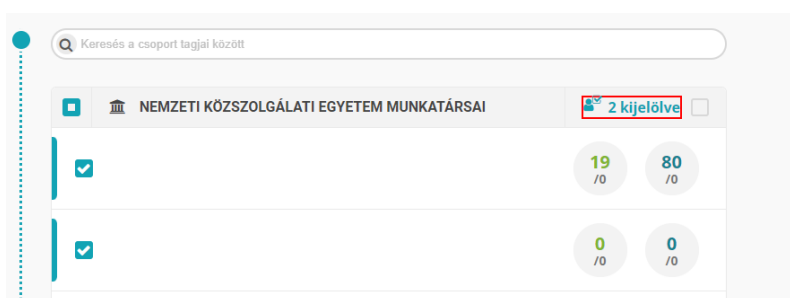 Keresés a csoport tagjai között
NEMZETI KÖZSZOLGÁLATI EGYETEM MUNKATÁRSAI 2 kijelölve
19 80
/0 /0
0 0
/0 /0